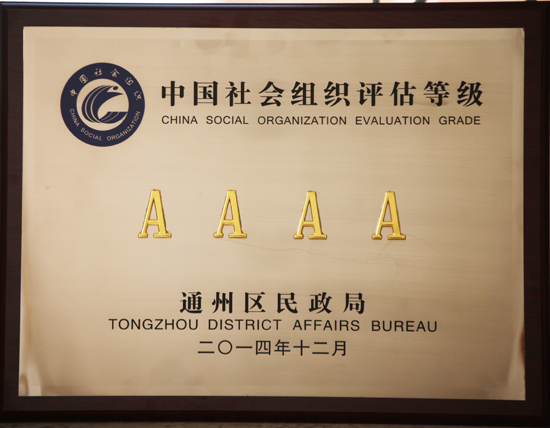 中国社会组织
CHINA SOCIAL ORGANIZATION
中国社会组织评估等级
CHINA SOCIAL ORGANIZATION EVALUATION GRADE
A A A A
通州区民政局
TONGZHOU DISTRICT AFFAIRS BUREAU
二〇一四年十二月